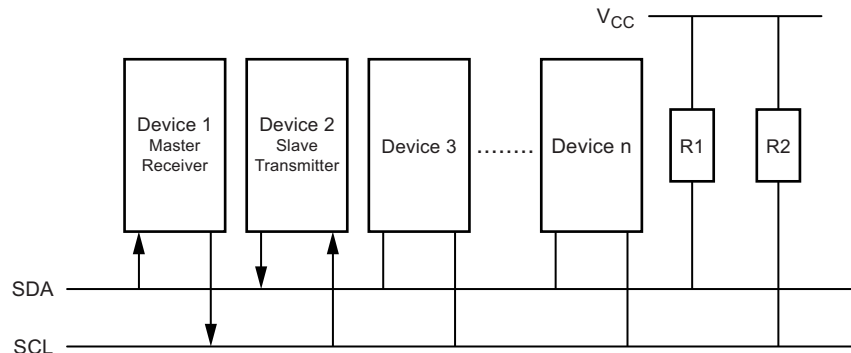 VCC
Device 1
Master
Receiver
Device 2
Slave
Transmitter
Device 3
........
Device n
R1
R2
SDA
SCL